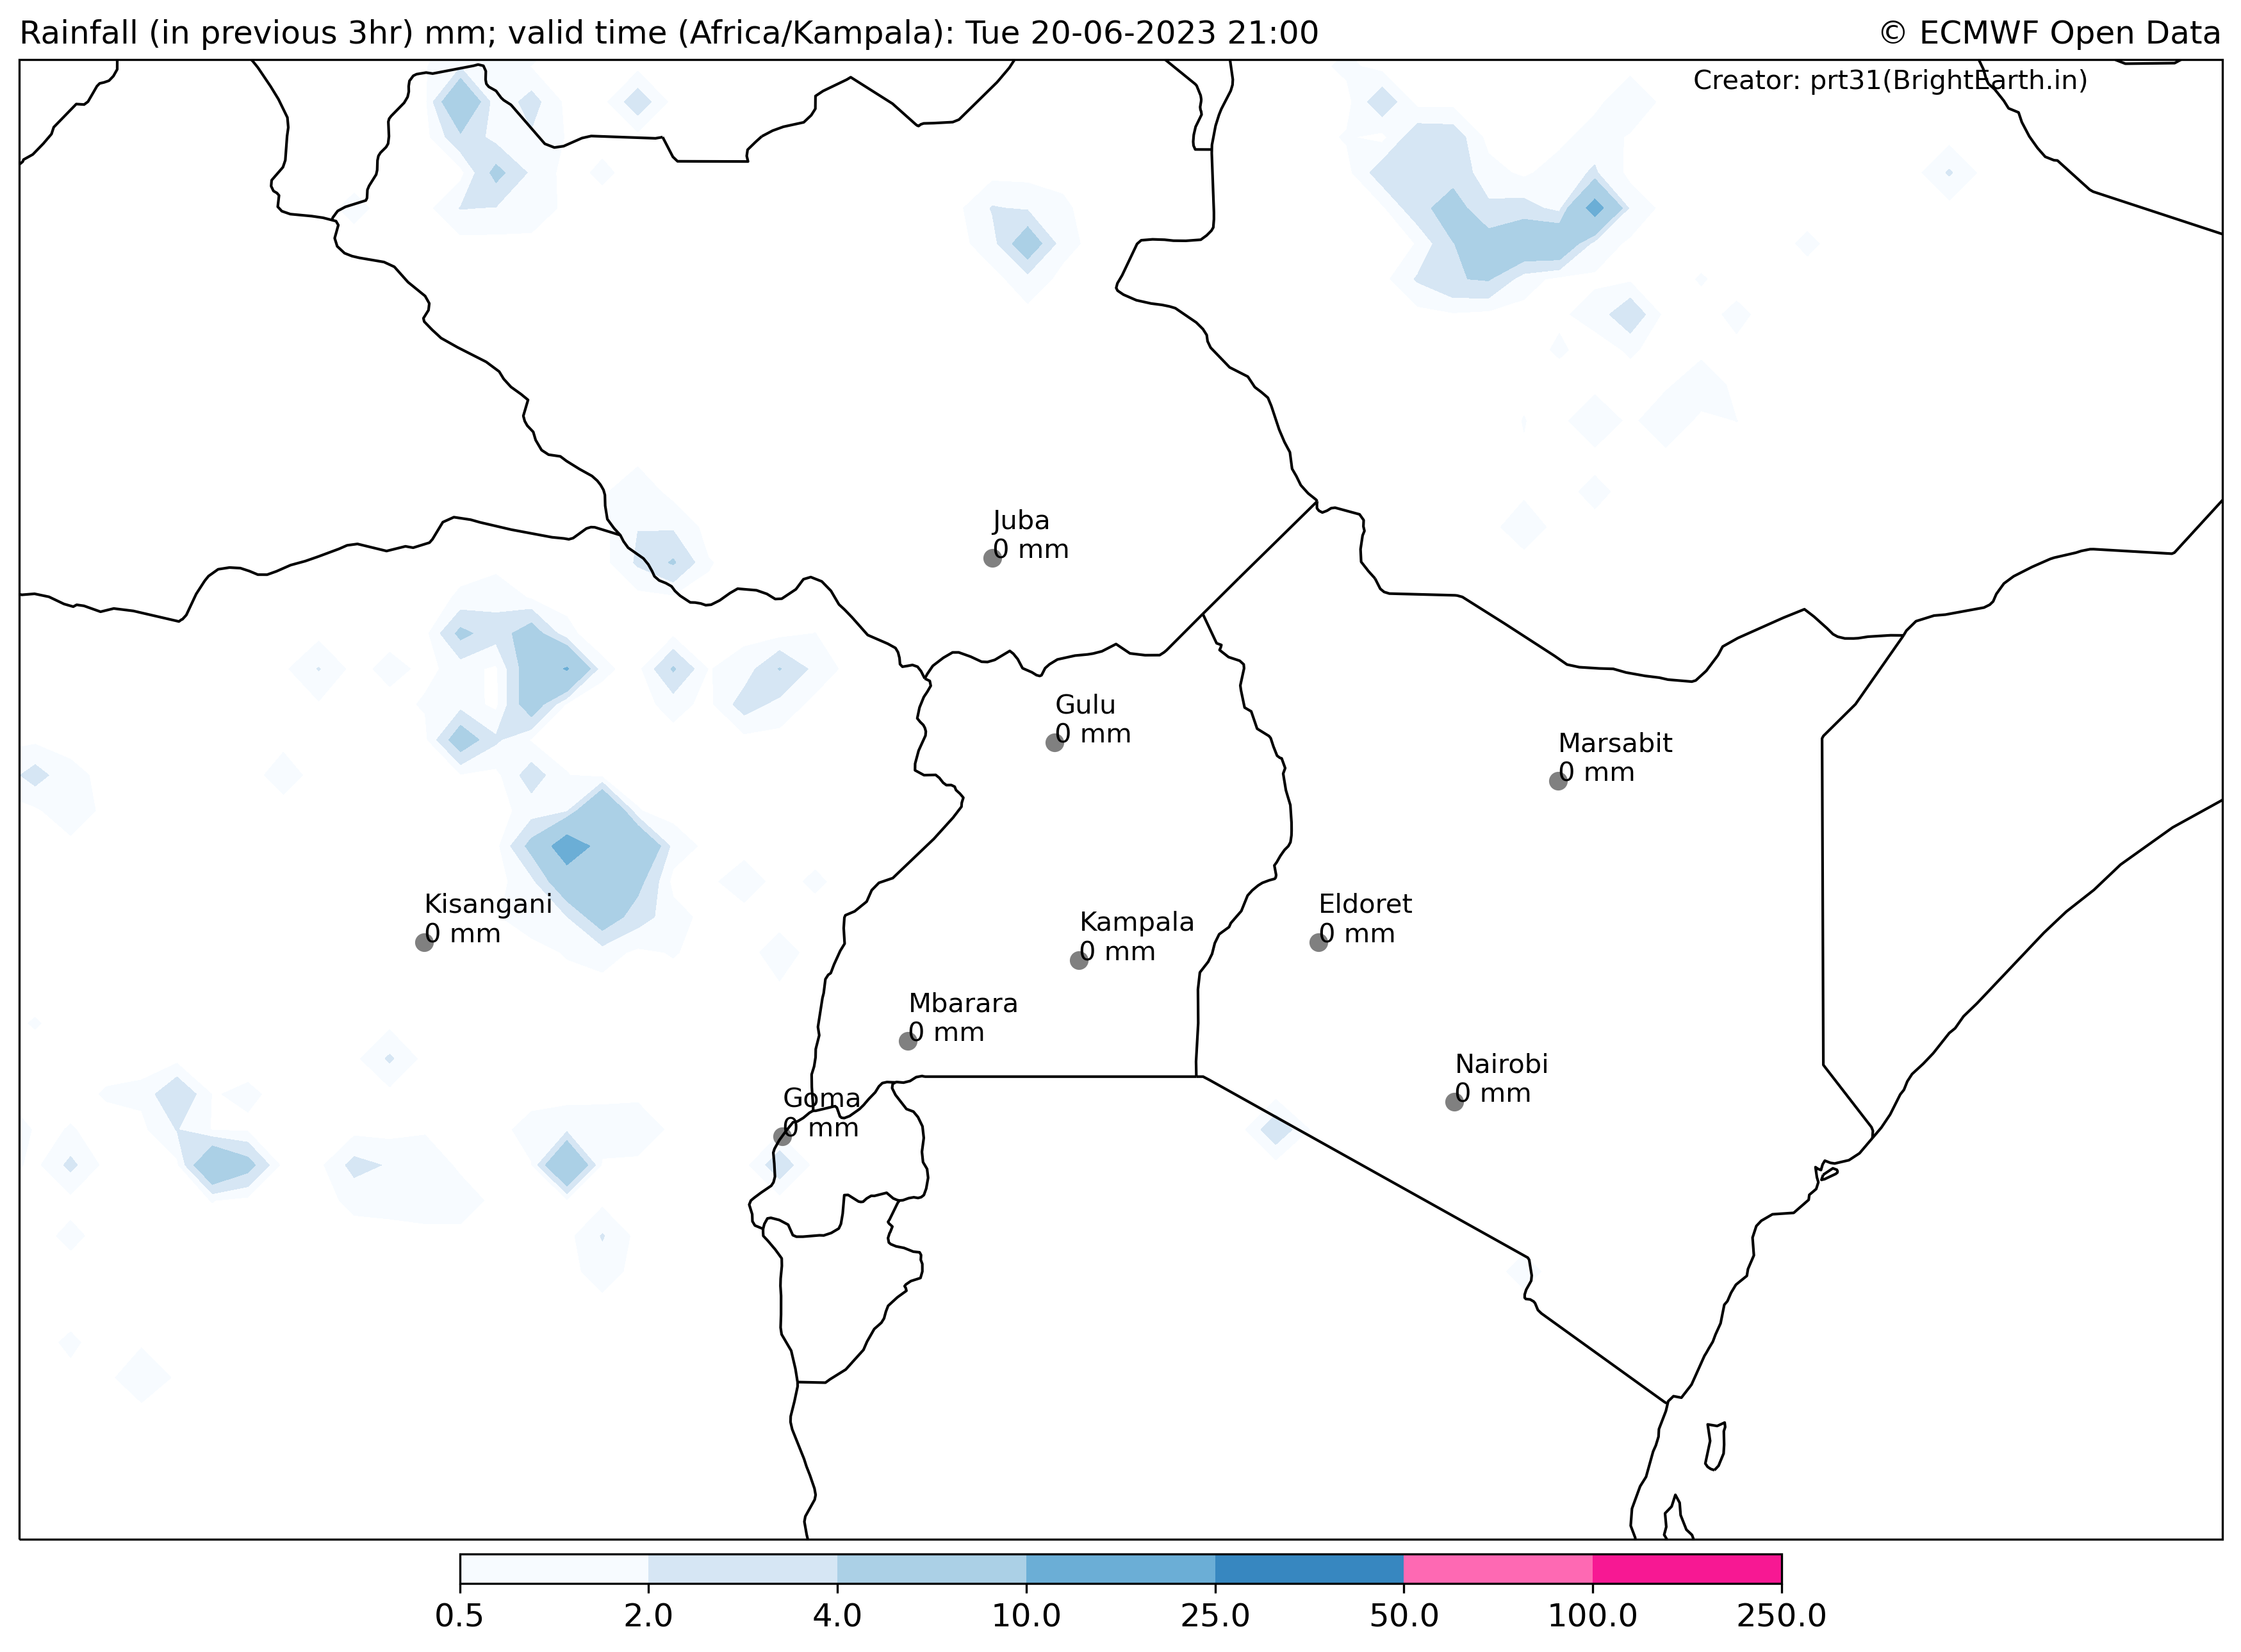 Rainfall (in previous 3hr) mm; valid time (Africa/Kampala): Tue 20-06-2023 21:00
© ECMWF Open Data
Creator: prt31(BrightEarth.in)
Juba
0 mm
Gulu
0 mm
Marsabit
0 mm
Kisangani
0 mm
Kampala
0 mm
Eldoret
0 mm
Mbarara
0 mm
Nairobi
0 mm
Goma
0 mm
0.5 2.0 4.0 10.0 25.0 50.0 100.0 250.0